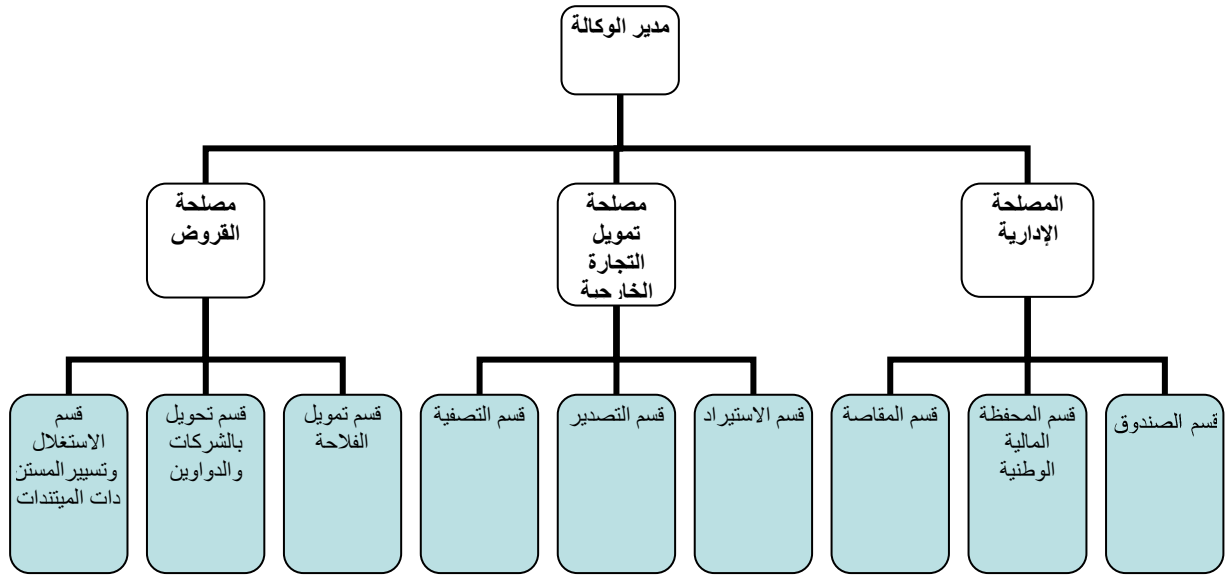 مدير الوكالة
المصلحة
الإدارية
مصلحة
تمويل
التجارة
الخارجية
مصلحة
القروض
قسم الصندوق
قسم المحفظة
المالية
الوطنية
قسم المقاصة
قسم الاستيراد
قسم التصدير
قسم التصفية
قسم تمويل
الفلاحة
قسم تحويل
بالشركات
والدواوين
قسم
الاستغلال
وتسيير المستن
دات الميتندات